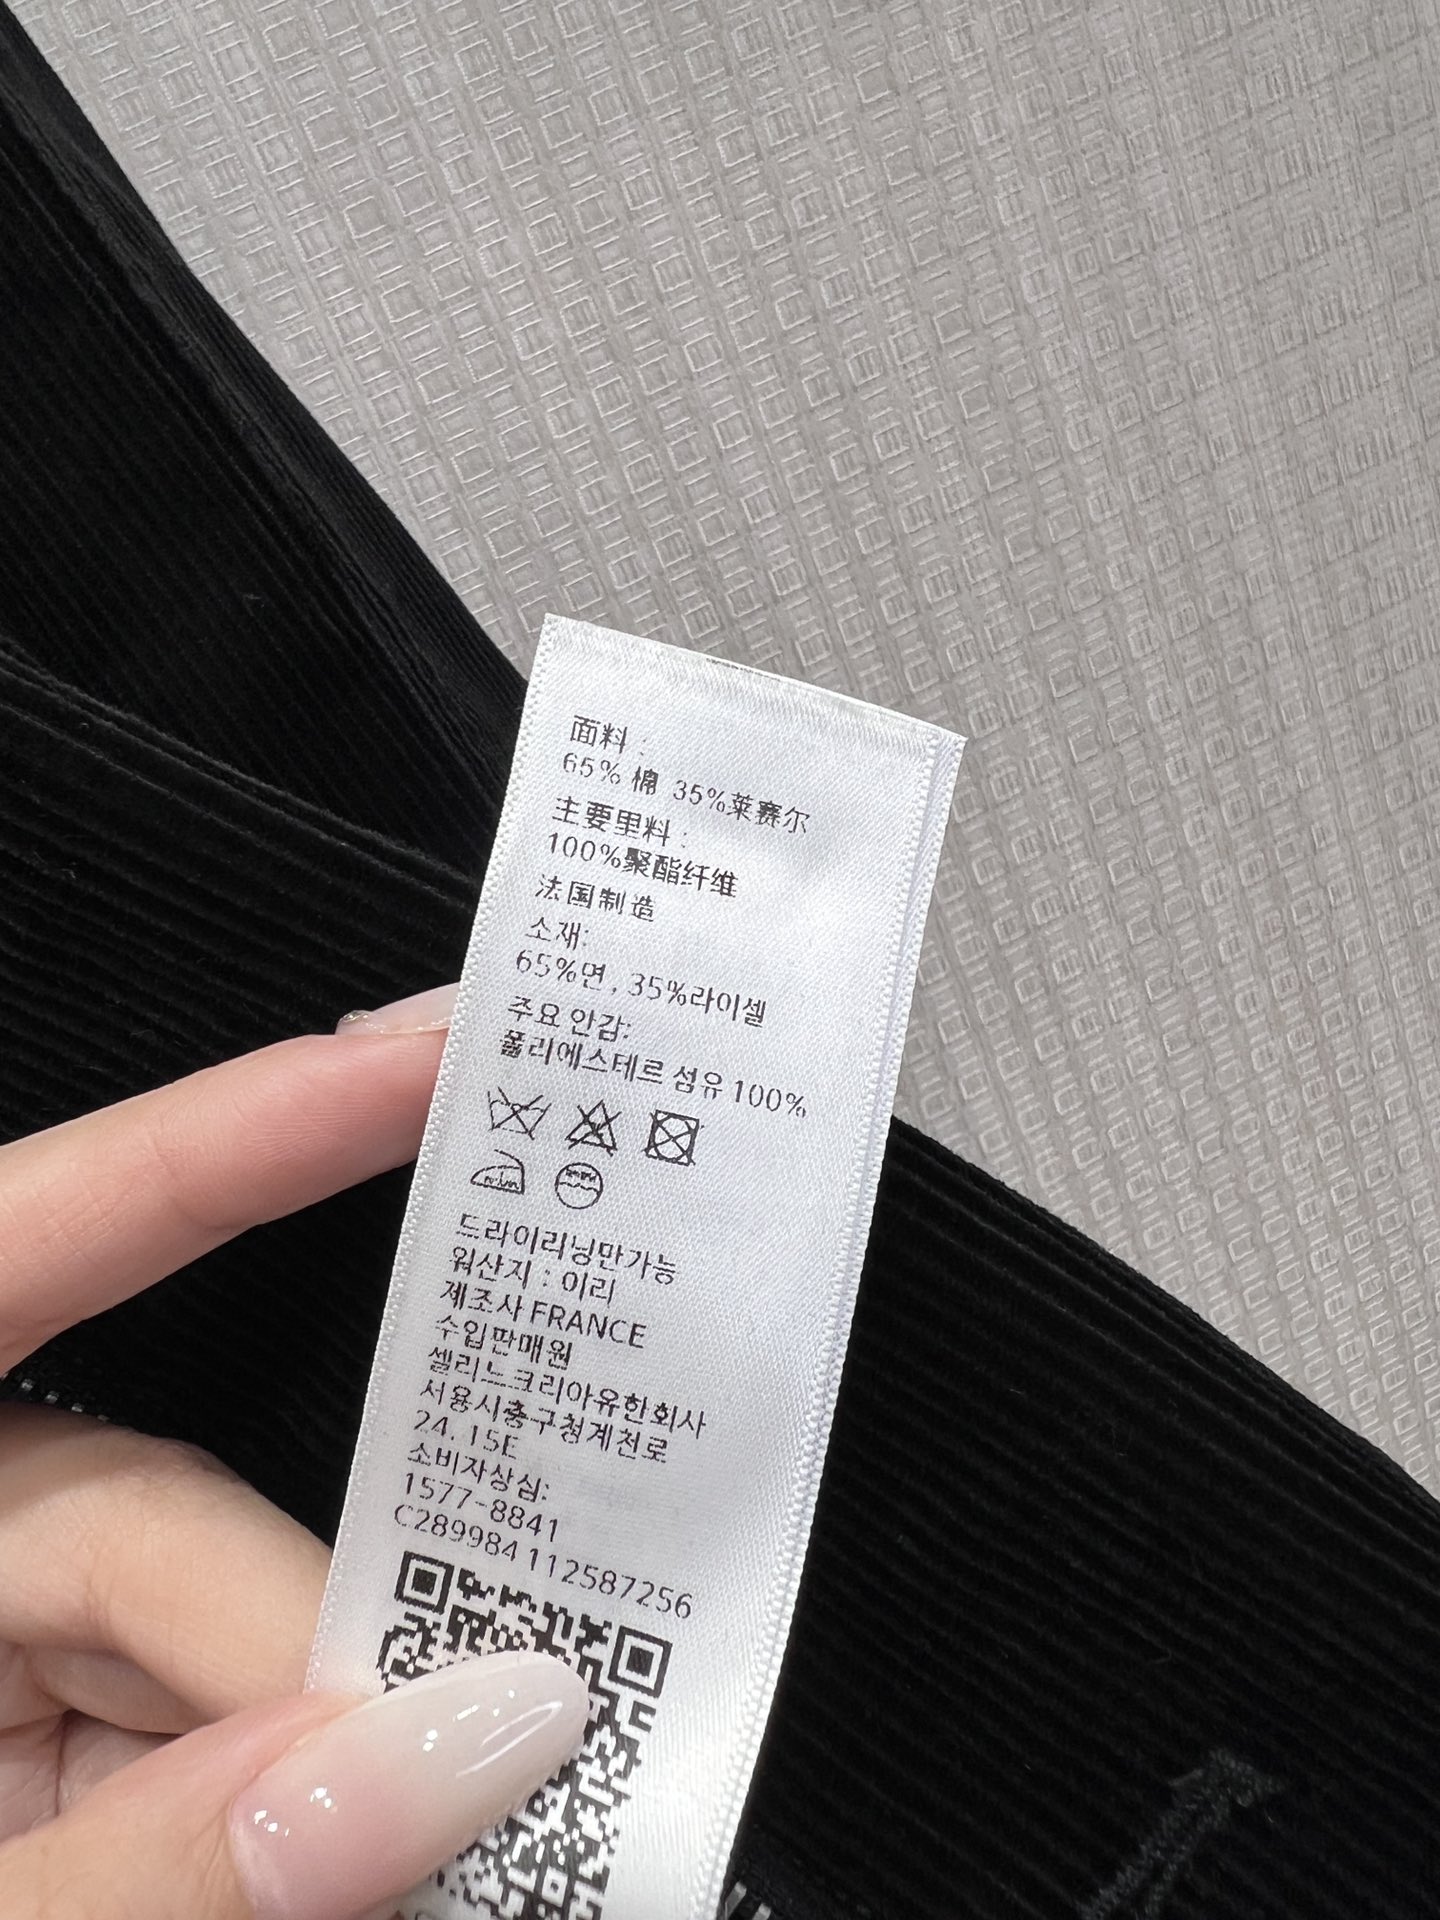 面料：
65% 棉 35%莱赛尔
主要里料：
100%聚酯纤维
法国制造
소재:
65%면, 35%라이셀
주요 안감:
폴리에스테르 섬유 100%
드라이리닝만가능
워산지 : 이리
제조사 FRANCE
수입판매원
셀리느크리아유한회사
서용시충구청계천로
24. 15E
소비자상심:
1577-8841
C289984 112587256